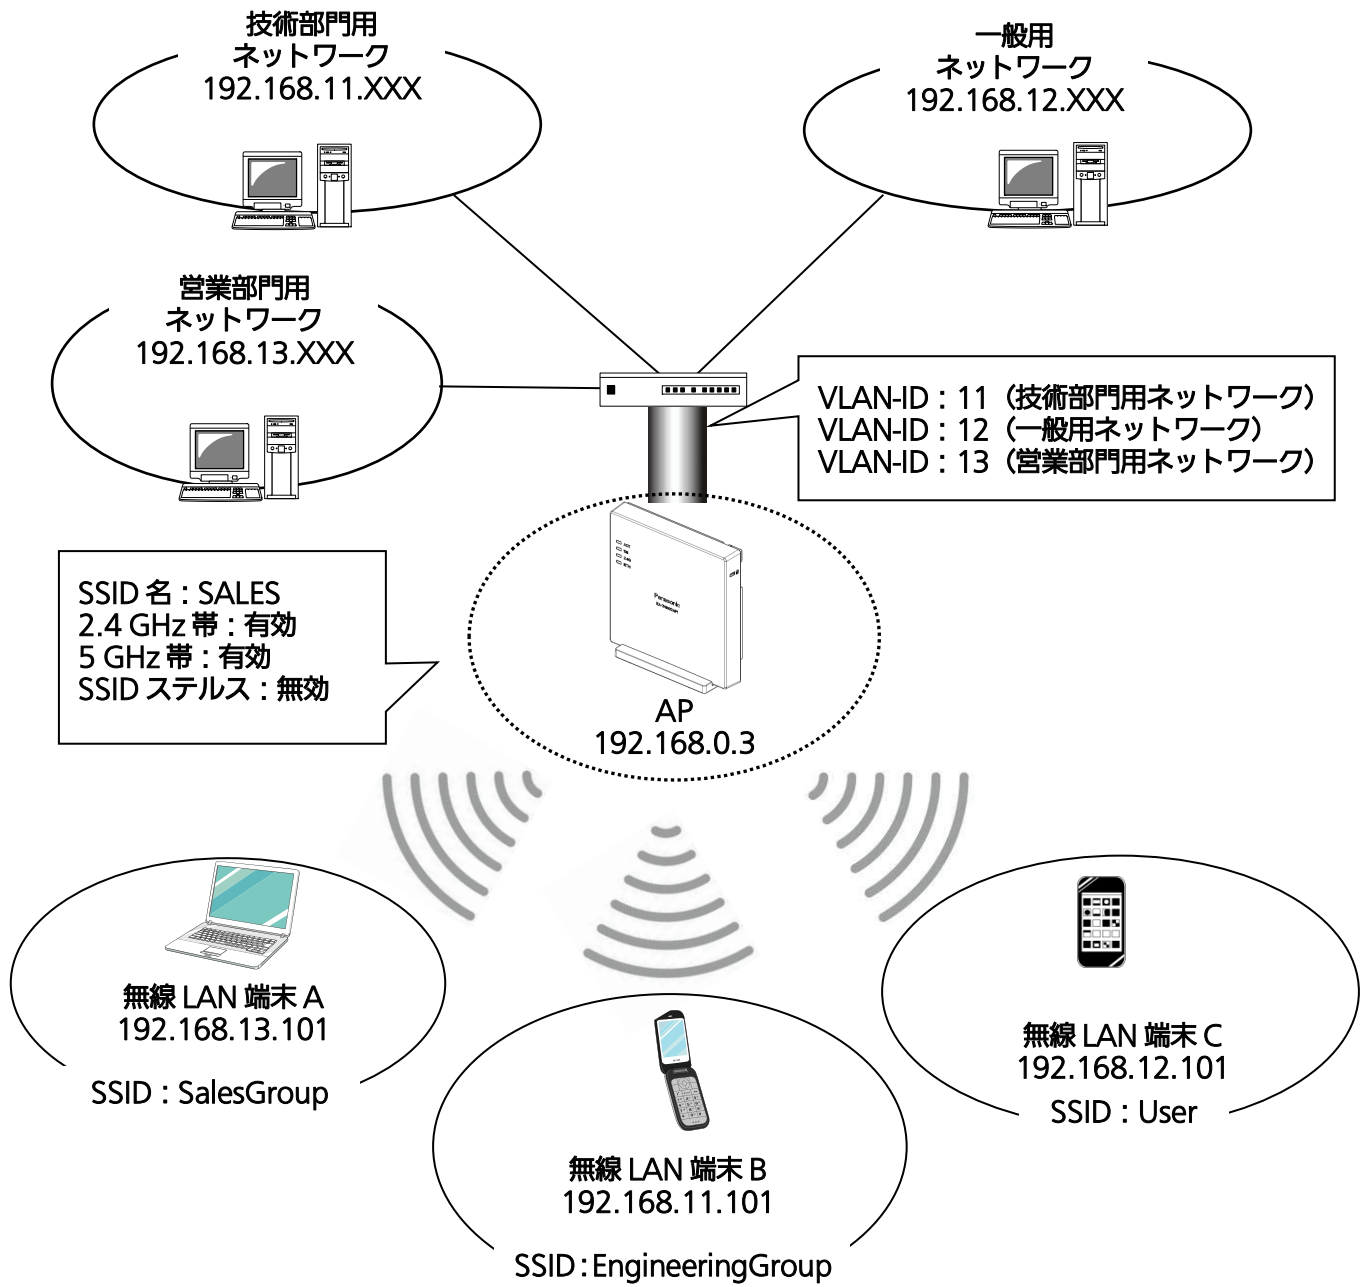 技術部門用
ネットワーク
192.168.11.XXX
一般用
ネットワーク
192.168.12.XXX
営業部門用
ネットワーク
192.168.13.XXX
VLAN-ID：11（技術部門用ネットワーク）
VLAN-ID：12（一般用ネットワーク）
VLAN-ID：13（営業部門用ネットワーク）
SSID 名：SALES
2.4 GHz 帯：有効
5 GHz 帯：有効
SSID ステルス：無効
Panasonic
AP
192.168.0.3
無線 LAN 端末 A
192.168.13.101
SSID：SalesGroup
無線 LAN 端末 B
192.168.11.101
SSID：EngineeringGroup
無線 LAN 端末 C
192.168.12.101
SSID：User